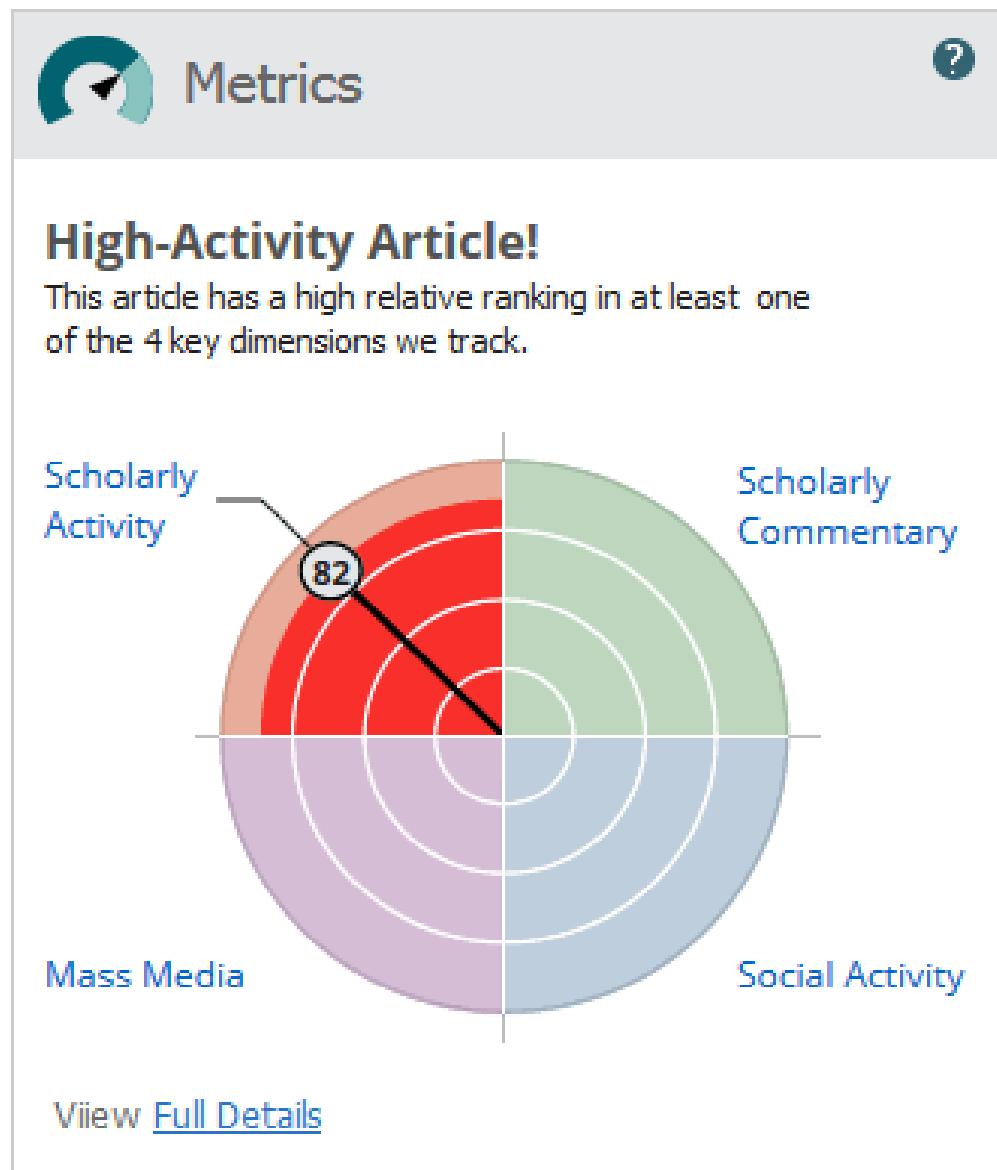 Metrics
?
High-Activity Article!
This article has a high relative ranking in at least one
of the 4 key dimensions we track.
Scholarly
Activity
82
Scholarly
Commentary
Mass Media
Social Activity
Viiew Full Details